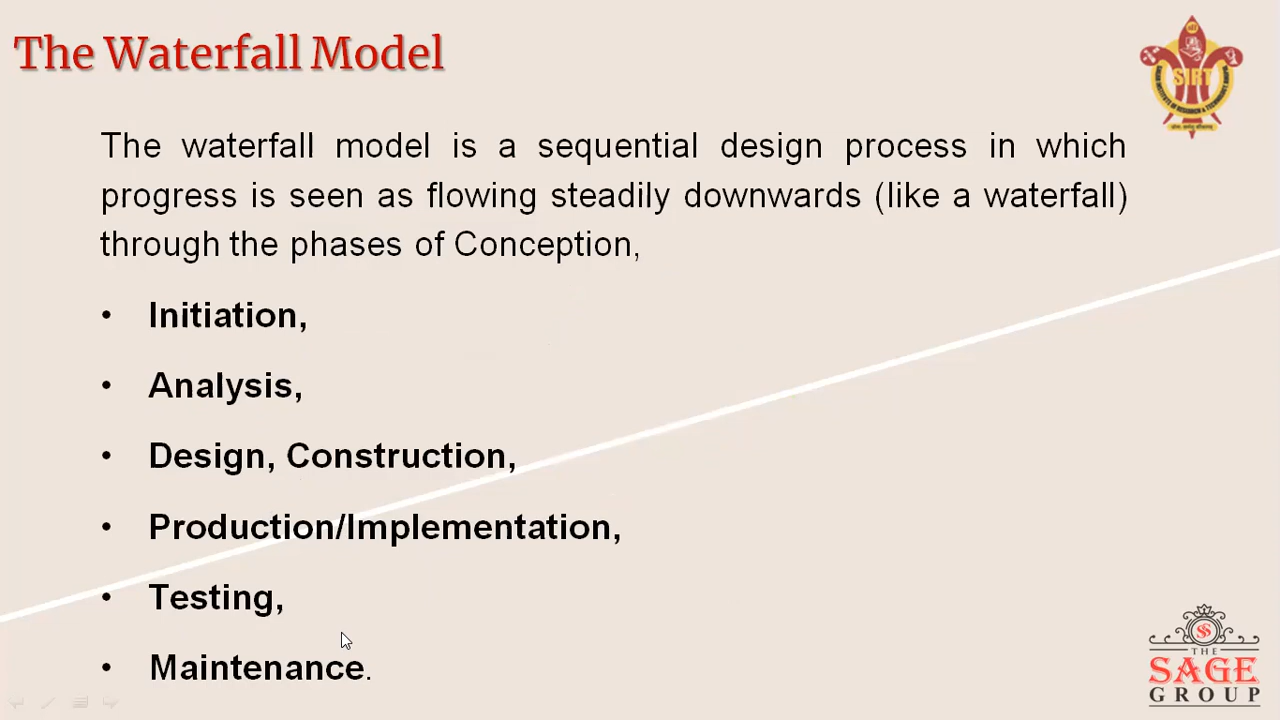 The Waterfall Model
SIRT
The waterfall model is a sequential design process in which
progress is seen as flowing steadily downwards (like a waterfall)
through the phases of Conception,
• Initiation,
• Analysis,
• Design, Construction,
• Production/Implementation,
• Testing,
• Maintenance.
THE
SAGE
GROUP